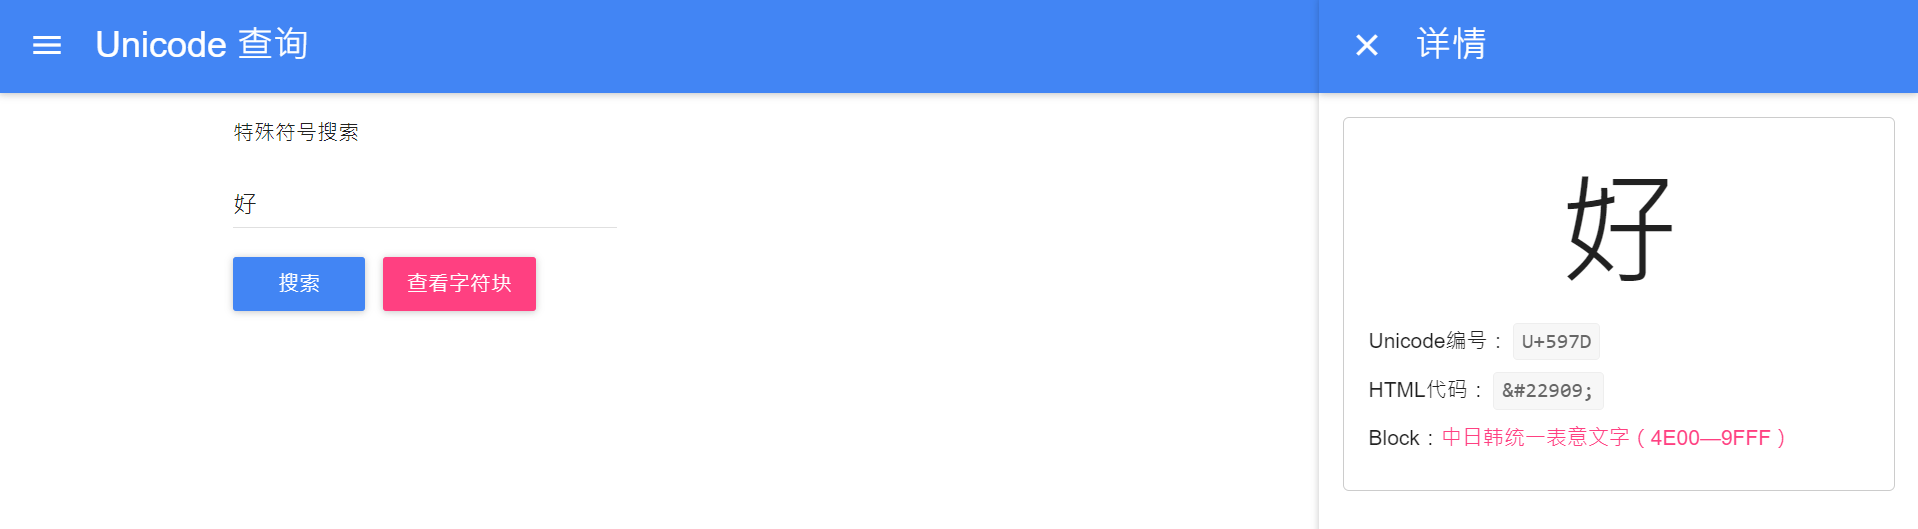 Unicode 查询
特殊符号搜索
好
搜索
查看字符块
详情
好
Unicode编号： U+597D
HTML代码： &#22909;
Block：中日韩统一表意文字（4E00—9FFF）